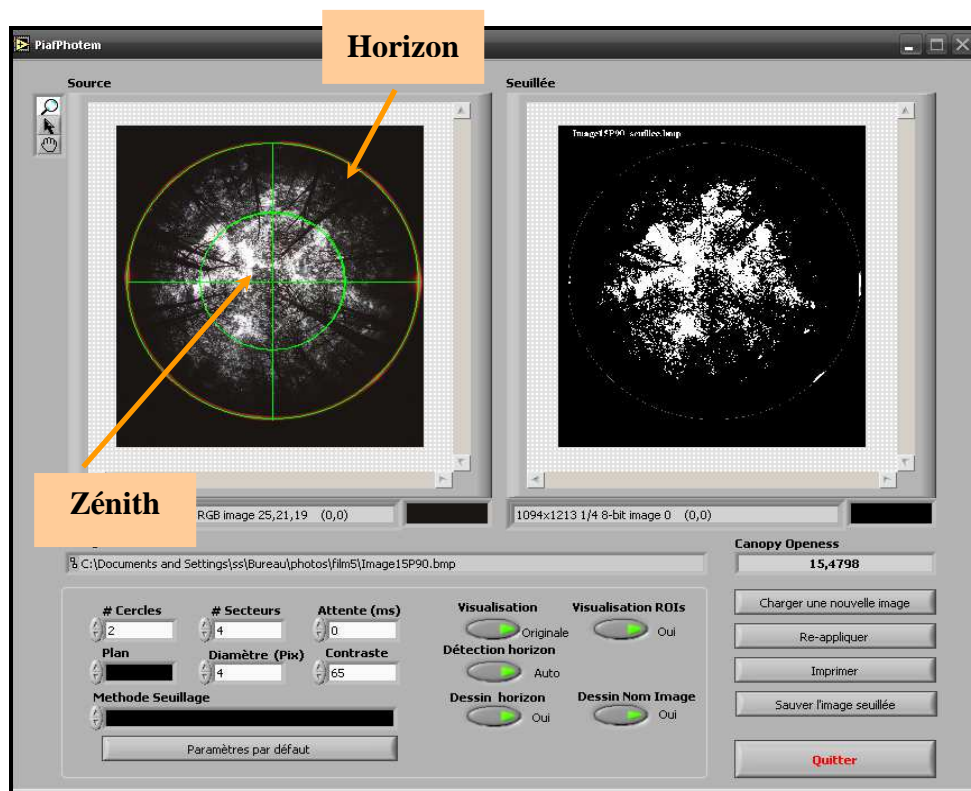 PiafPhotem
Horizon
Source
Seuillée
Image15P90_seuillee.bmp
Zénith
RGB image 25,21,19 (0,0)
1094x1213 1/4 8-bit image 0 (0,0)
Canopy Openess
C:\Documents and Settings\ss\Bureau\photos\film5\Image15P90.bmp
15,4798
# Cercles
# Secteurs
Attente (ms)
Visualisation
Visualisation ROIs
Charger une nouvelle image
2
4
0
Originale
Oui
Re-appliquer
Plan
Diamètre (Pix)
Contraste
Détection horizon
4
65
Auto
Imprimer
Methode Seuillage
Dessin horizon
Dessin Nom Image
Oui
Oui
Sauver l'image seuillée
Paramètres par défaut
Quitter